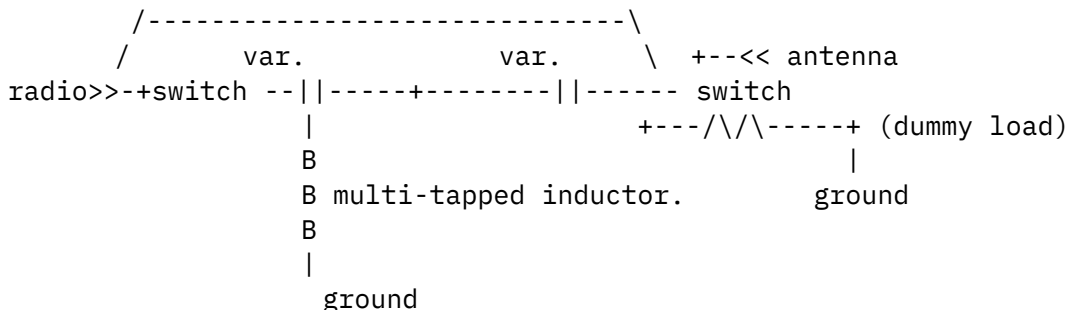 /------------------------------\
/ var. var. \ +--<< antenna
radio>>-+switch --||-----+--------||------ switch
| +---/\/\-----+ (dummy load)
B |
B multi-tapped inductor. ground
B
|
ground